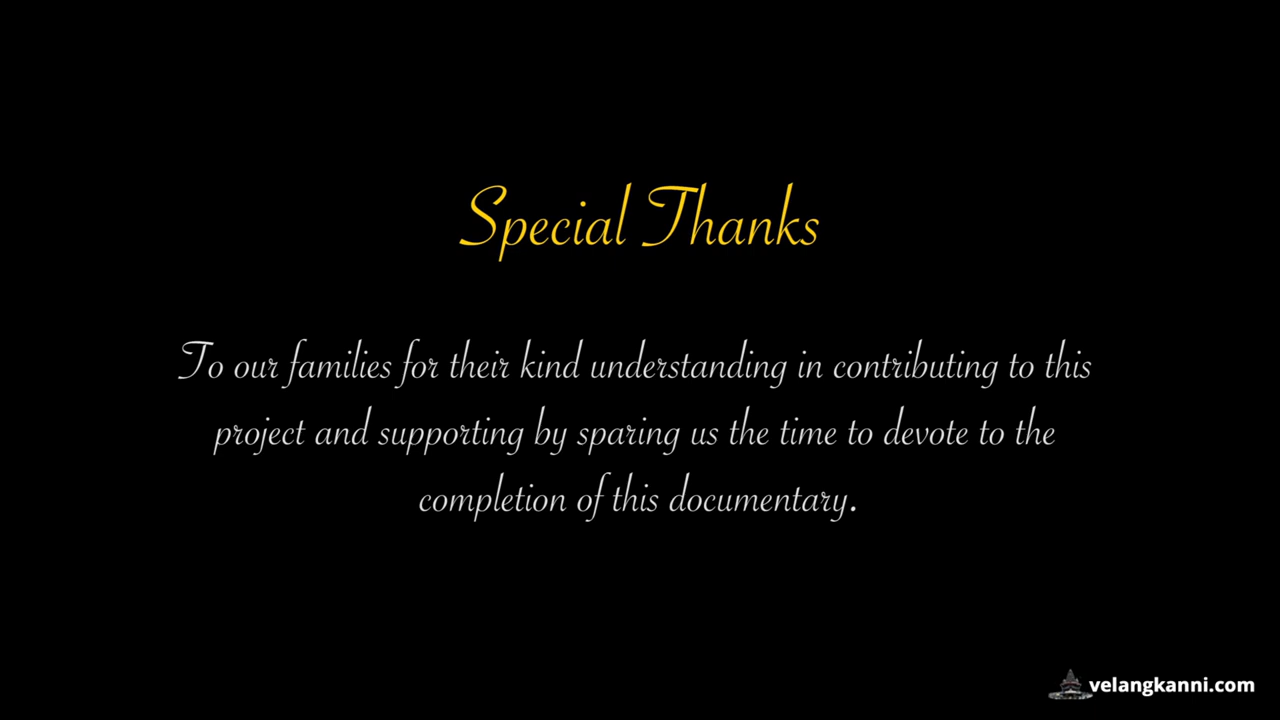 Special Thanks
To our families for their kind understanding in contributing to this
project and supporting by sparing us the time to devote to the
completion of this documentary.
velangkanni.com